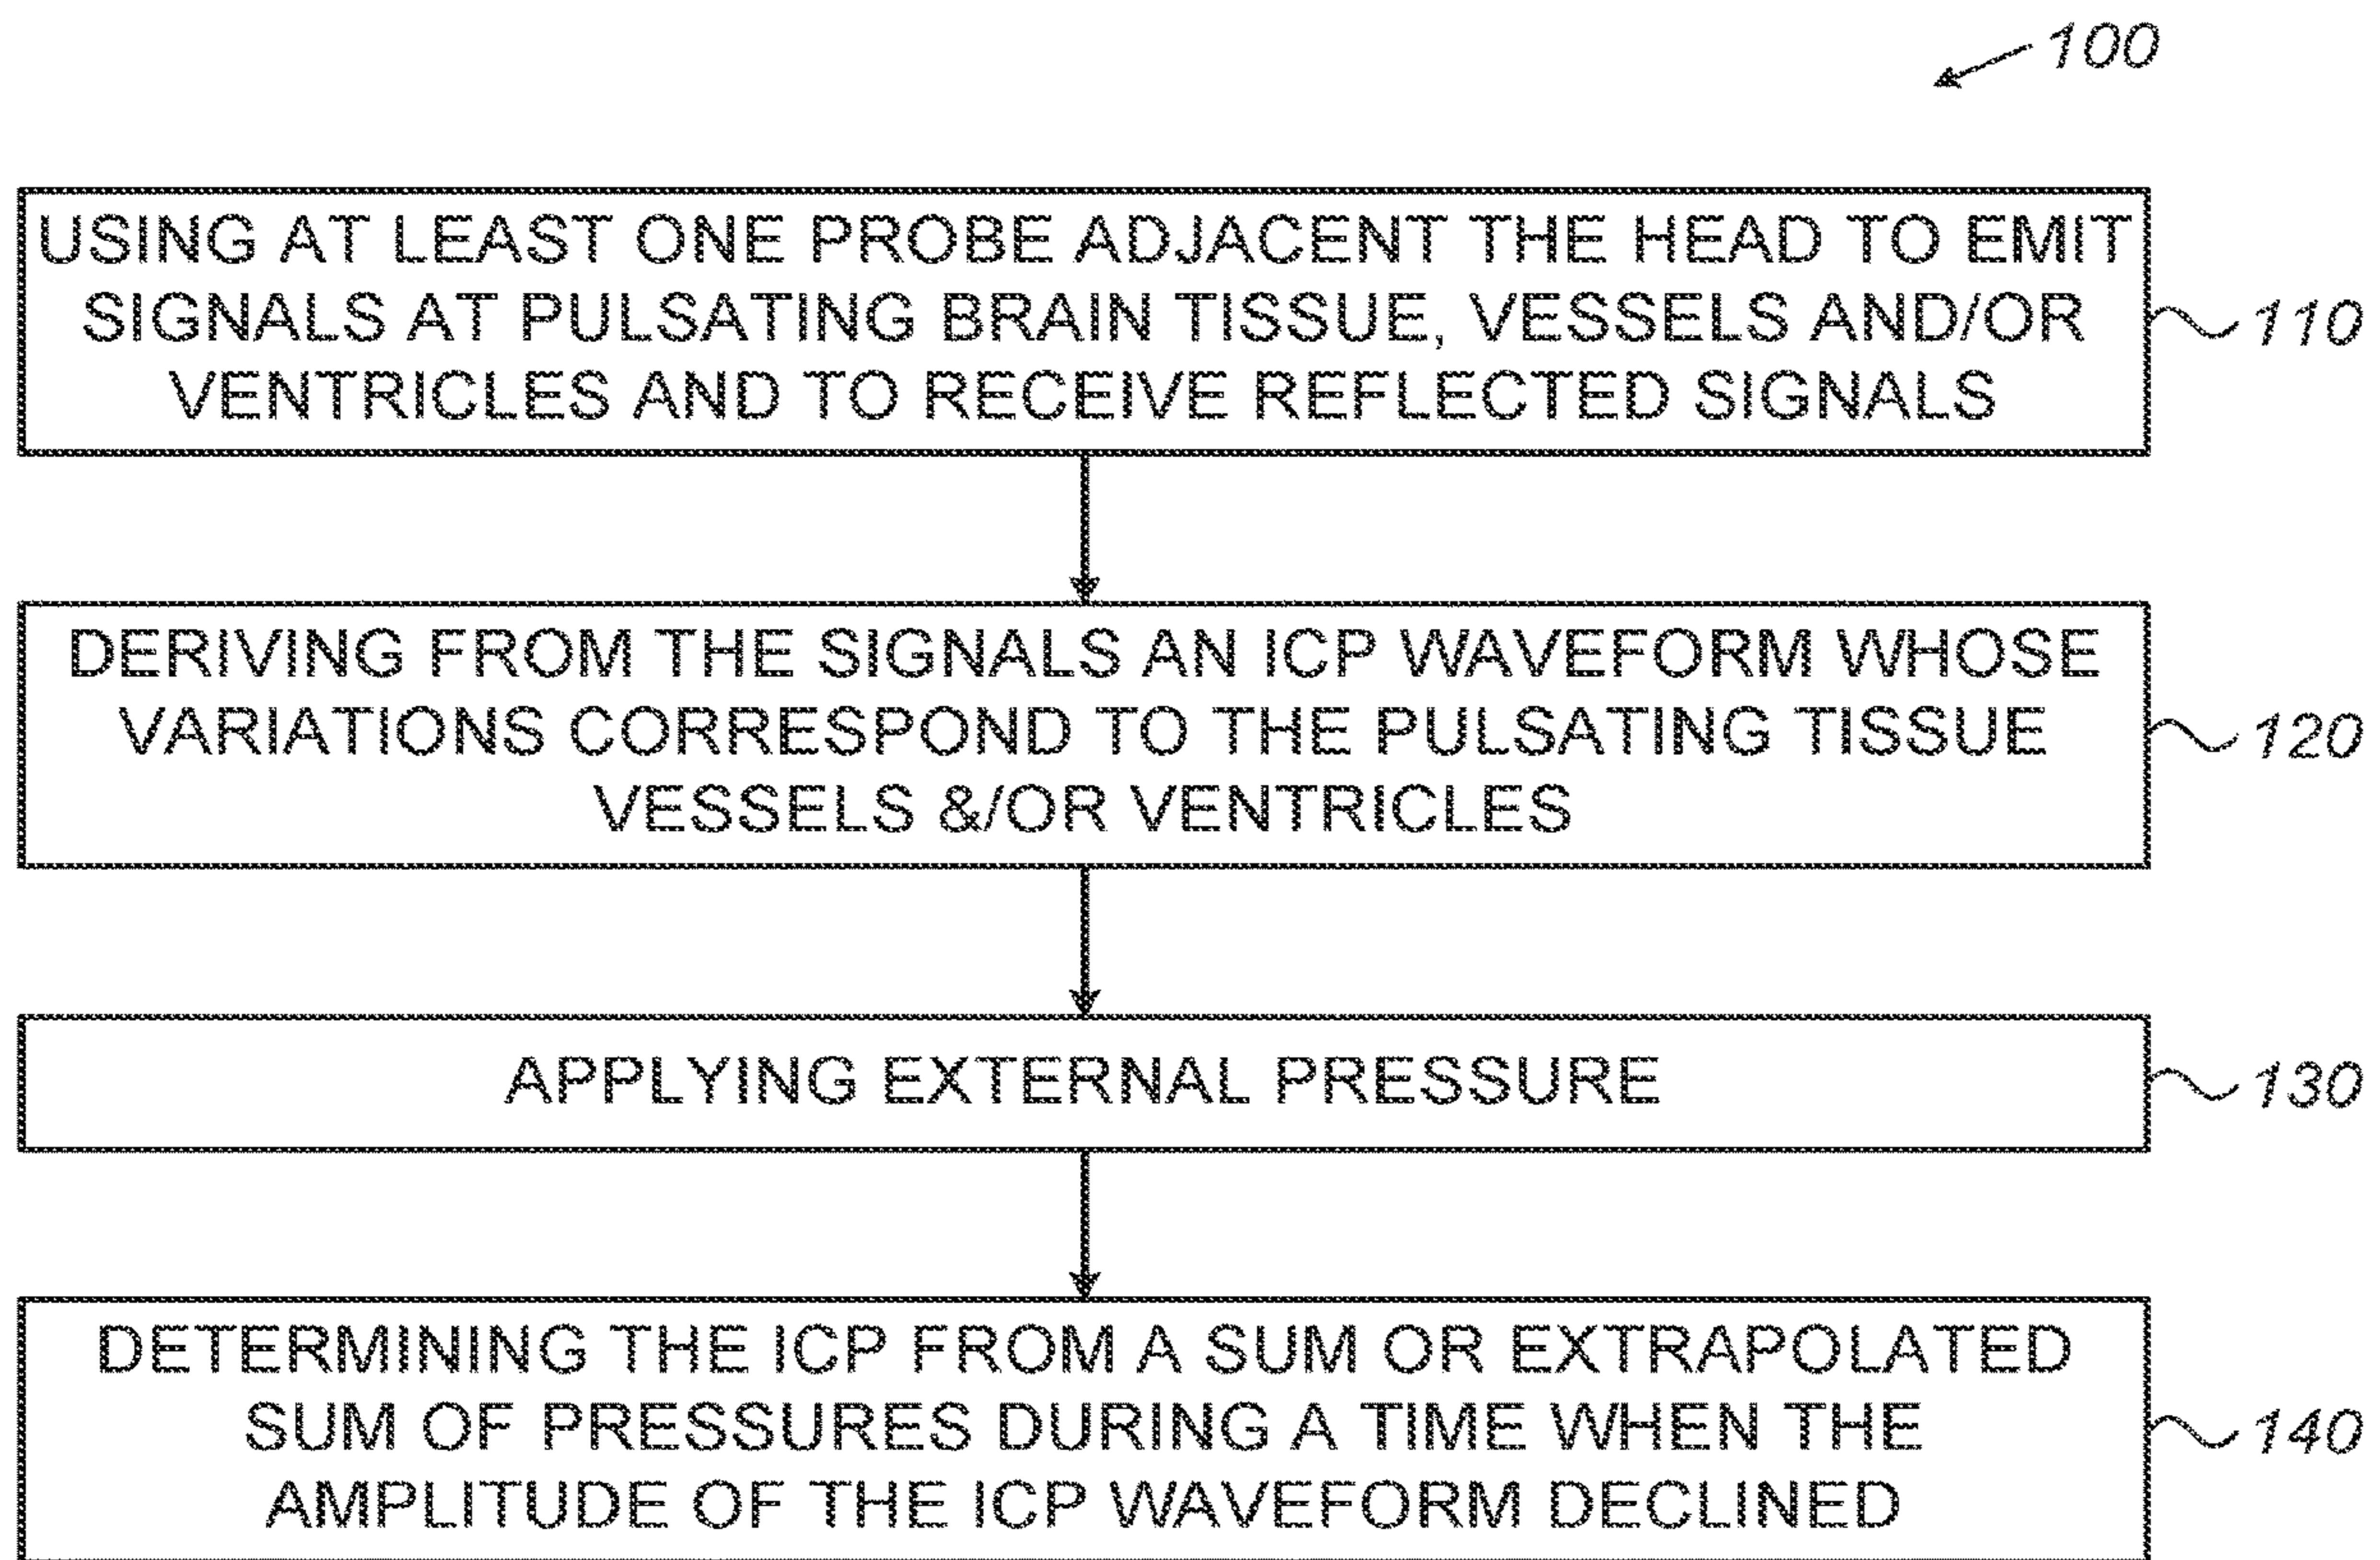 100
USING AT LEAST ONE PROBE ADJACENT THE HEAD TO EMIT
SIGNALS AT PULSATING BRAIN TISSUE, VESSELS AND/OR
VENTRICLES AND TO RECEIVE REFLECTED SIGNALS
110
DERIVING FROM THE SIGNALS AN ICP WAVEFORM WHOSE
VARIATIONS CORRESPOND TO THE PULSATING TISSUE
VESSELS &/OR VENTRICLES
120
APPLYING EXTERNAL PRESSURE
130
DETERMINING THE ICP FROM A SUM OR EXTRAPOLATED
SUM OF PRESSURES DURING A TIME WHEN THE
AMPLITUDE OF THE ICP WAVEFORM DECLINED
140